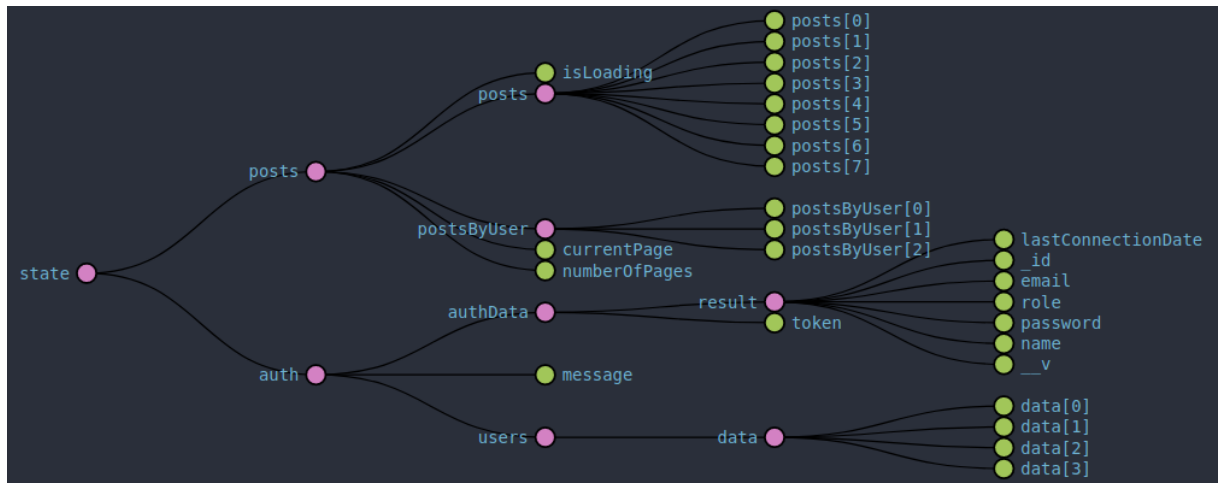 state
posts
isLoading
posts
posts[0]
posts[1]
posts[2]
posts[3]
posts[4]
posts[5]
posts[6]
posts[7]
postsByUser
postsByUser[0]
postsByUser[1]
postsByUser[2]
currentPage
numberOfPages
auth
authData
result
lastConnectionDate
_id
email
role
password
name
__v
token
message
users
data
data[0]
data[1]
data[2]
data[3]